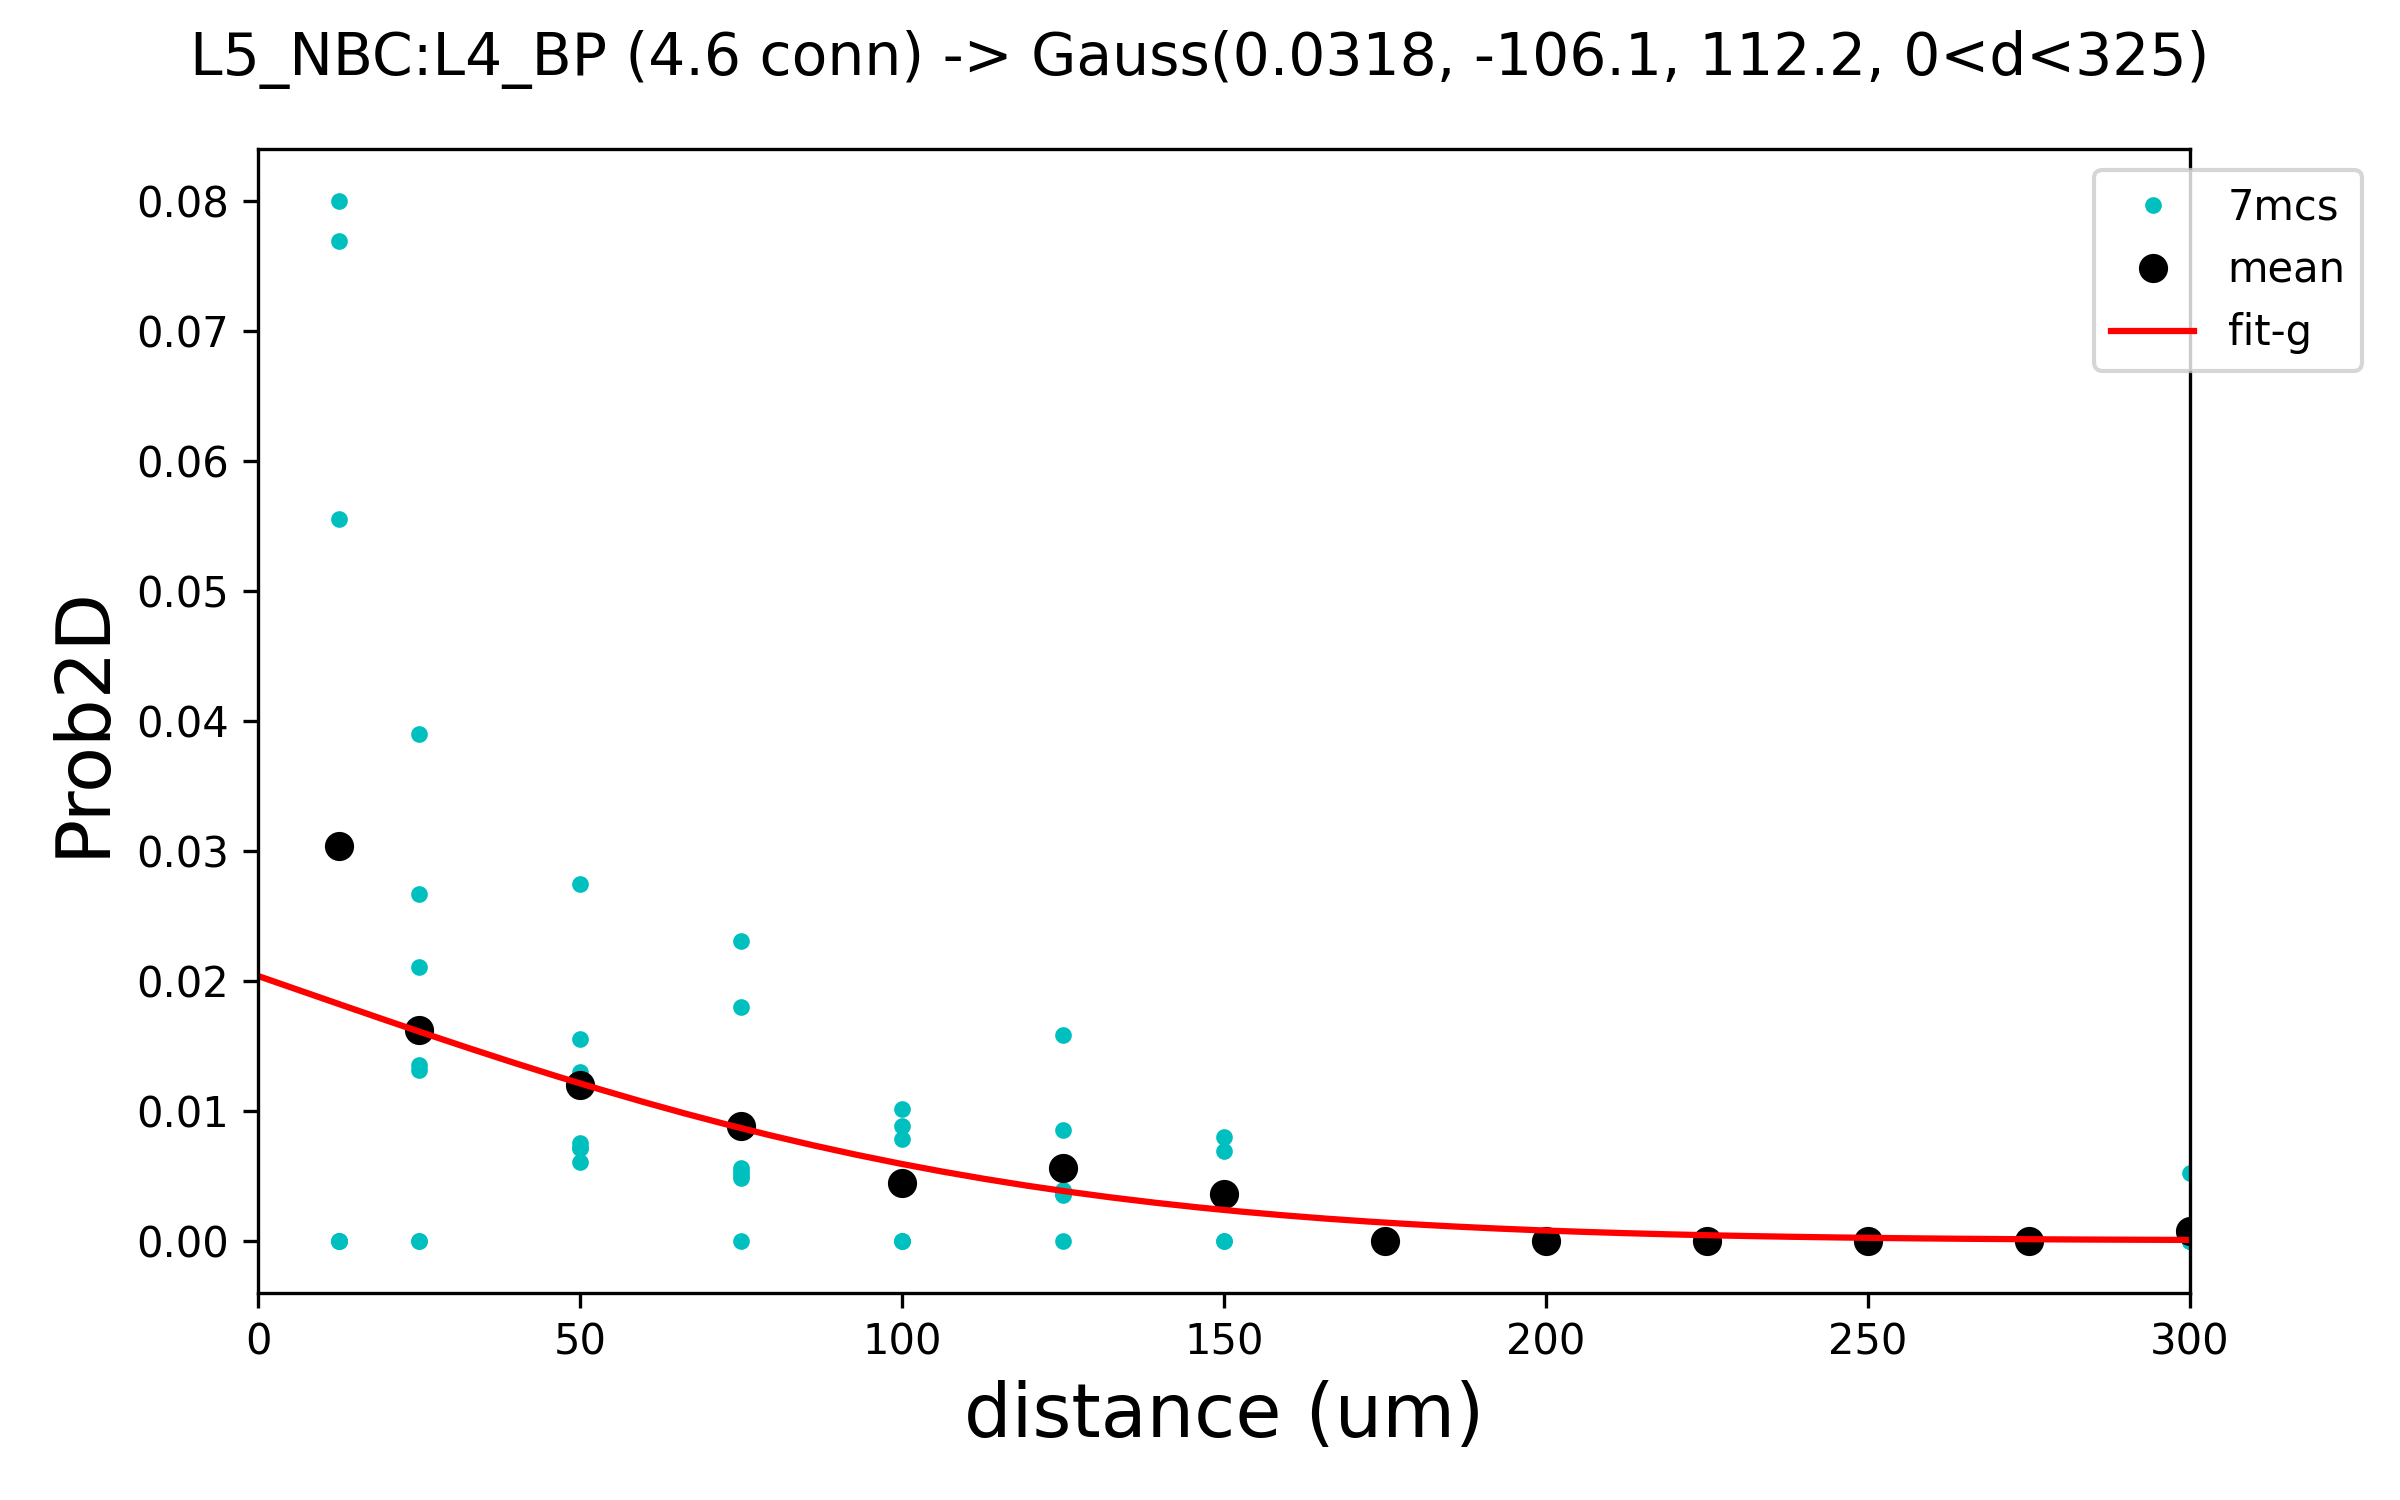 L5_NBC:L4_BP (4.6 conn) -> Gauss(0.0318, -106.1, 112.2, 0<d<325)
7mcs
mean
fit-g
Prob2D
0.08
0.07
0.06
0.05
0.04
0.03
0.02
0.01
0.00
0 50 100 150 200 250 300
distance (um)